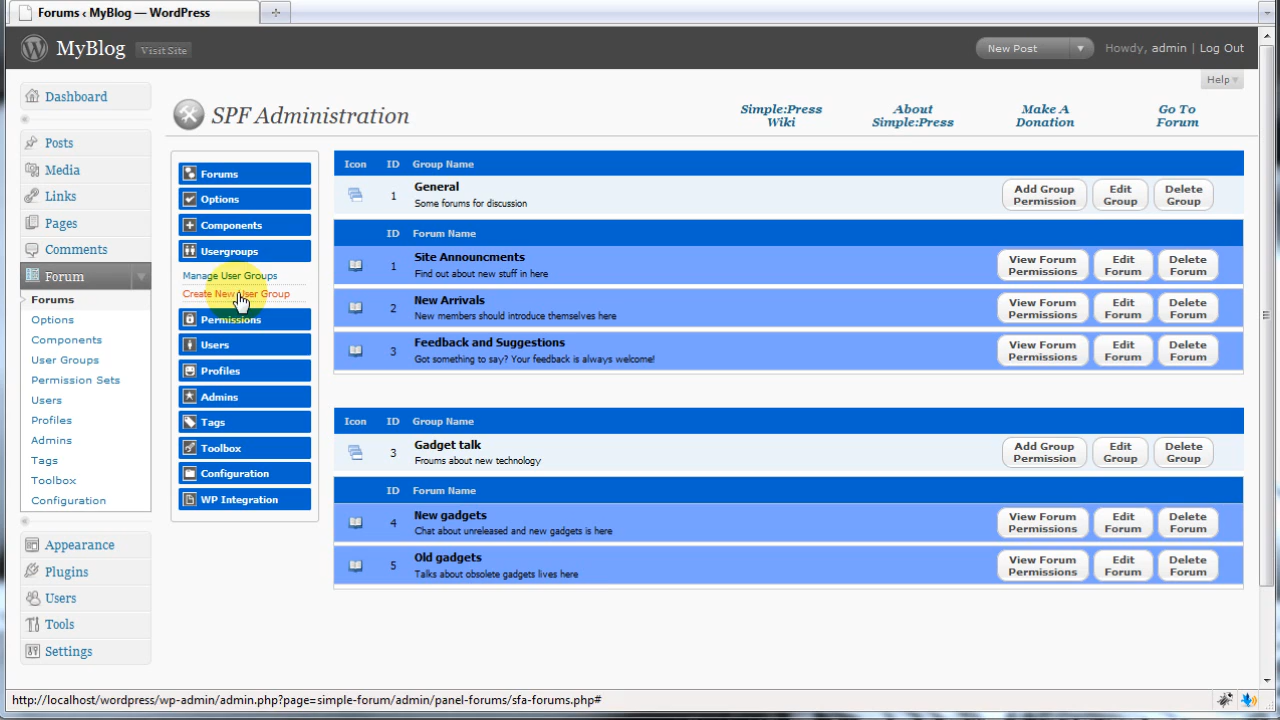 Forums ‹ MyBlog — WordPress
MyBlog
Visit Site
New Post
Howdy, admin | Log Out
Help
Dashboard
Posts
Media
Links
Pages
Comments
Forum
Forums
Options
Components
User Groups
Permission Sets
Users
Profiles
Admins
Tags
Toolbox
Configuration
Appearance
Plugins
Users
Tools
Settings
SPF Administration
Simple:Press
Wiki
About
Simple:Press
Make A
Donation
Go To
Forum
Forums
Options
Components
Usergroups
Manage User Groups
Create New User Group
Permissions
Users
Profiles
Admins
Tags
Toolbox
Configuration
WP Integration
Icon ID Group Name
1 General
Some forums for discussion
Add Group
Permission
Edit
Group
Delete
Group
ID Forum Name
1 Site Announcments
Find out about new stuff in here
View Forum
Permissions
Edit
Forum
Delete
Forum
2 New Arrivals
New members should introduce themselves here
View Forum
Permissions
Edit
Forum
Delete
Forum
3 Feedback and Suggestions
Got something to say? Your feedback is always welcome!
View Forum
Permissions
Edit
Forum
Delete
Forum
Icon ID Group Name
3 Gadget talk
Froums about new technology
Add Group
Permission
Edit
Group
Delete
Group
ID Forum Name
4 New gadgets
Chat about unreleased and new gadgets is here
View Forum
Permissions
Edit
Forum
Delete
Forum
5 Old gadgets
Talks about obsolete gadgets lives here
View Forum
Permissions
Edit
Forum
Delete
Forum
http://localhost/wordpress/wp-admin/admin.php?page=simple-forum/admin/panel-forums/sfa-forums.php#